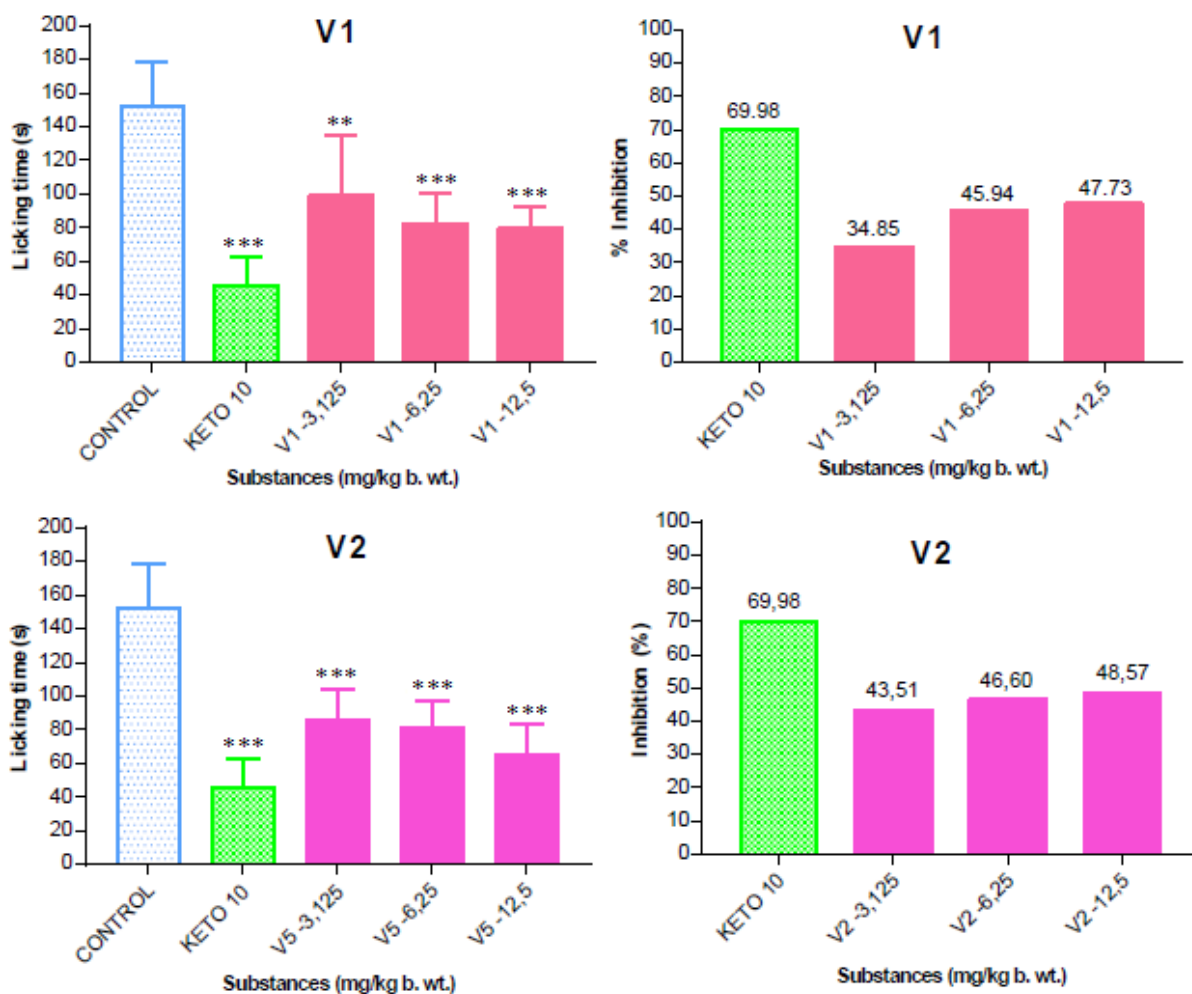 V1
Licking time (s)
200
180
160
140
120
100
80
60
40
20
0
**
***
***
***
CONTROL
KETO 10
V1 -3,125
V1 -6,25
V1 -12,5
Substances (mg/kg b. wt.)
V1
% Inhibition
100
90
80
70
60
50
40
30
20
10
0
69.98
34.85
45.94
47.73
KETO 10
V1 -3,125
V1 -6,25
V1 -12,5
Substances (mg/kg b. wt.)
V2
Licking time (s)
200
180
160
140
120
100
80
60
40
20
0
***
***
***
***
CONTROL
KETO 10
V5 -3,125
V5 -6,25
V5 -12,5
Substances (mg/kg b. wt.)
V2
Inhibition (%)
100
90
80
70
60
50
40
30
20
10
0
69,98
43,51
46,60
48,57
KETO 10
V2 -3,125
V2 -6,25
V2 -12,5
Substances (mg/kg b. wt.)